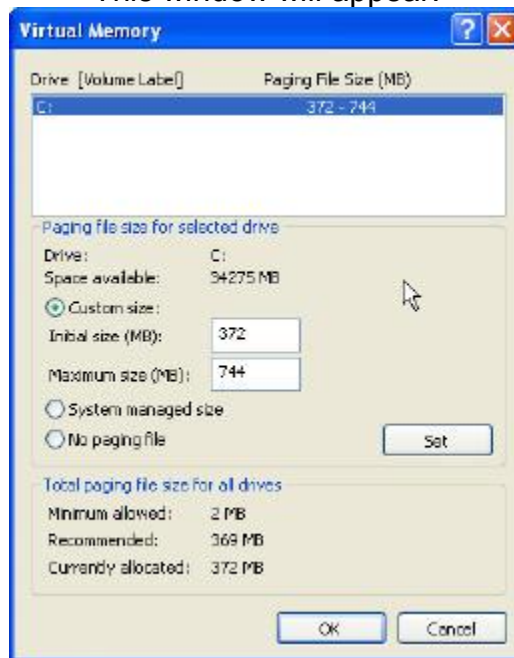 This window will appear:
Virtual Memory
Drive [Volume Label] Paging File Size (MB)
C: 372 - 744
Paging file size for selected drive
Drive: C:
Space available: 34275 MB
Custom size:
Initial size (MB): 372
Maximum size (MB): 744
System managed size
No paging file
Set
Total paging file size for all drives
Minimum allowed: 2 MB
Recommended: 369 MB
Currently allocated: 372 MB
OK Cancel